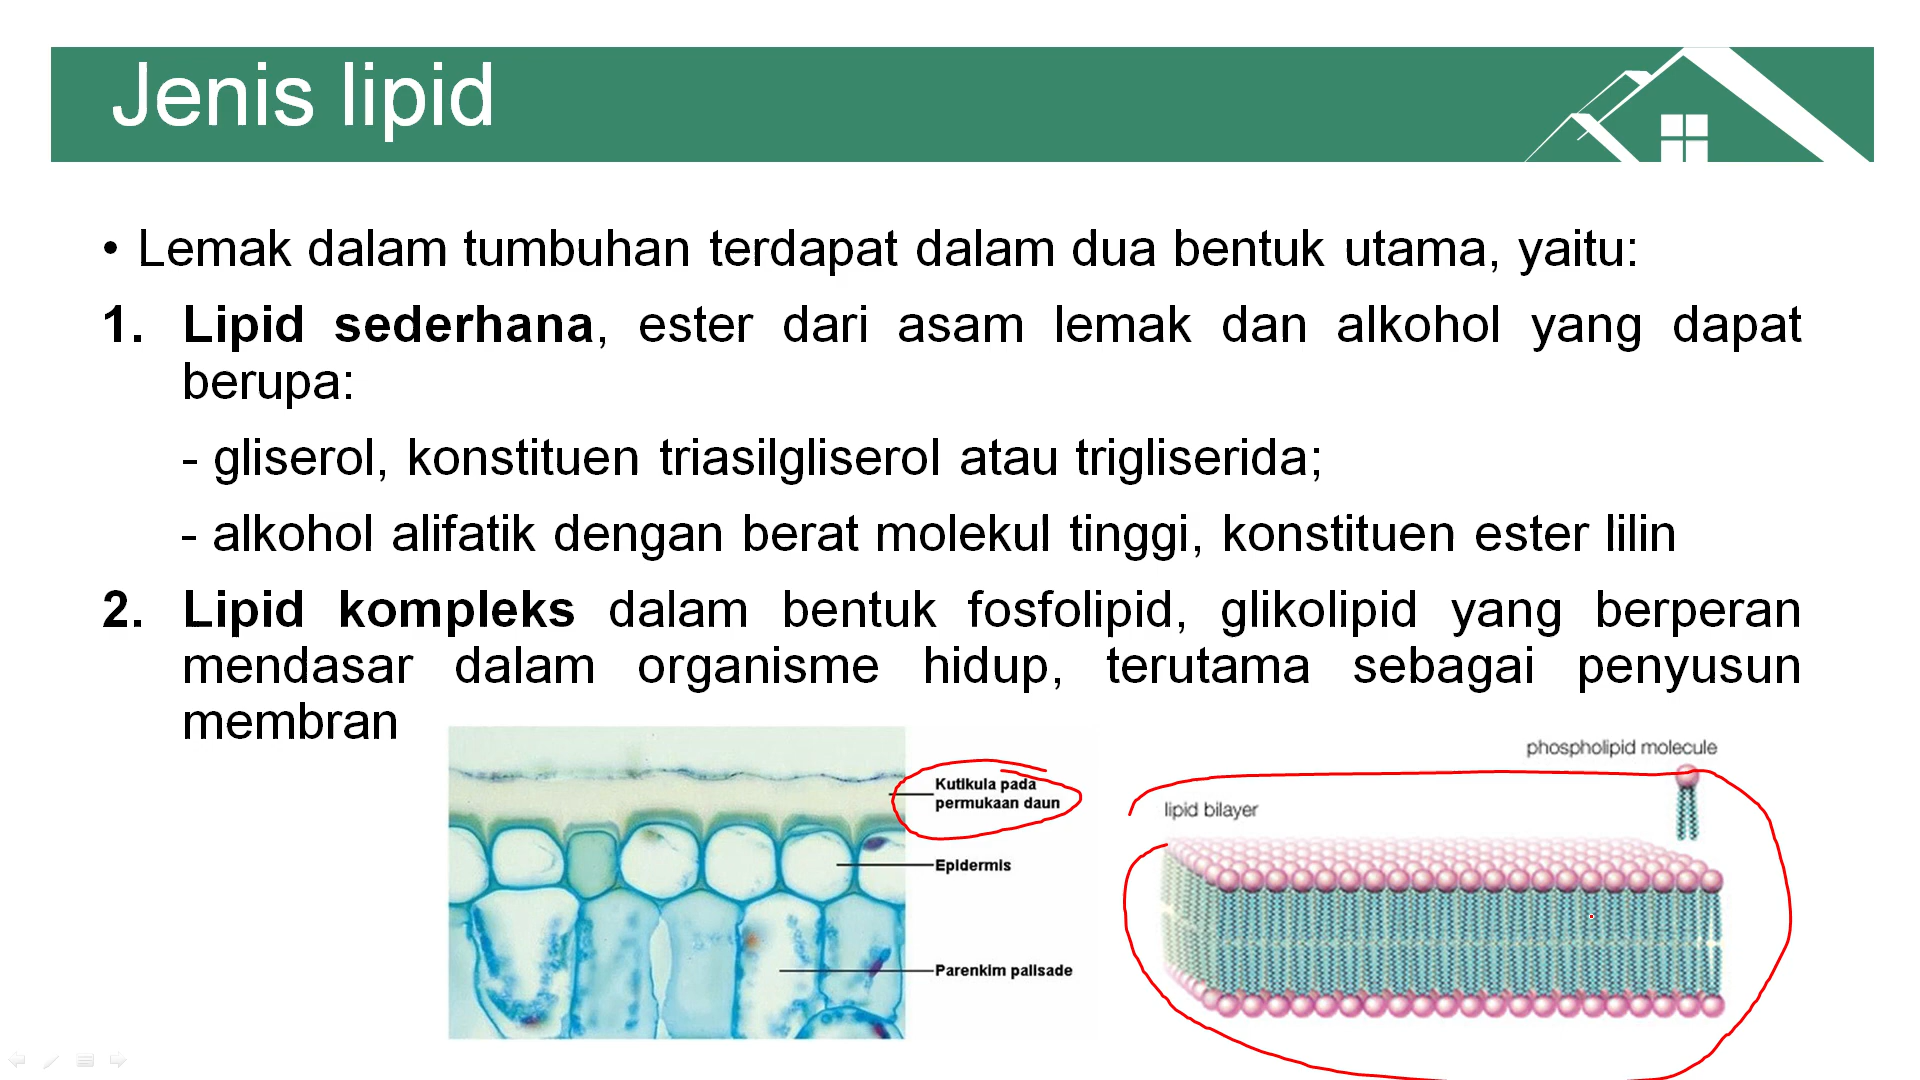 Jenis lipid
• Lemak dalam tumbuhan terdapat dalam dua bentuk utama, yaitu:
1. Lipid sederhana, ester dari asam lemak dan alkohol yang dapat
berupa:
- gliserol, konstituen triasilgliserol atau trigliserida;
- alkohol alifatik dengan berat molekul tinggi, konstituen ester lilin
2. Lipid kompleks dalam bentuk fosfolipid, glikolipid yang berperan
mendasar dalam organisme hidup, terutama sebagai penyusun
membran
Kutikula pada
permukaan daun
Epidermis
Parenkim palisade
phospholipid molecule
lipid bilayer